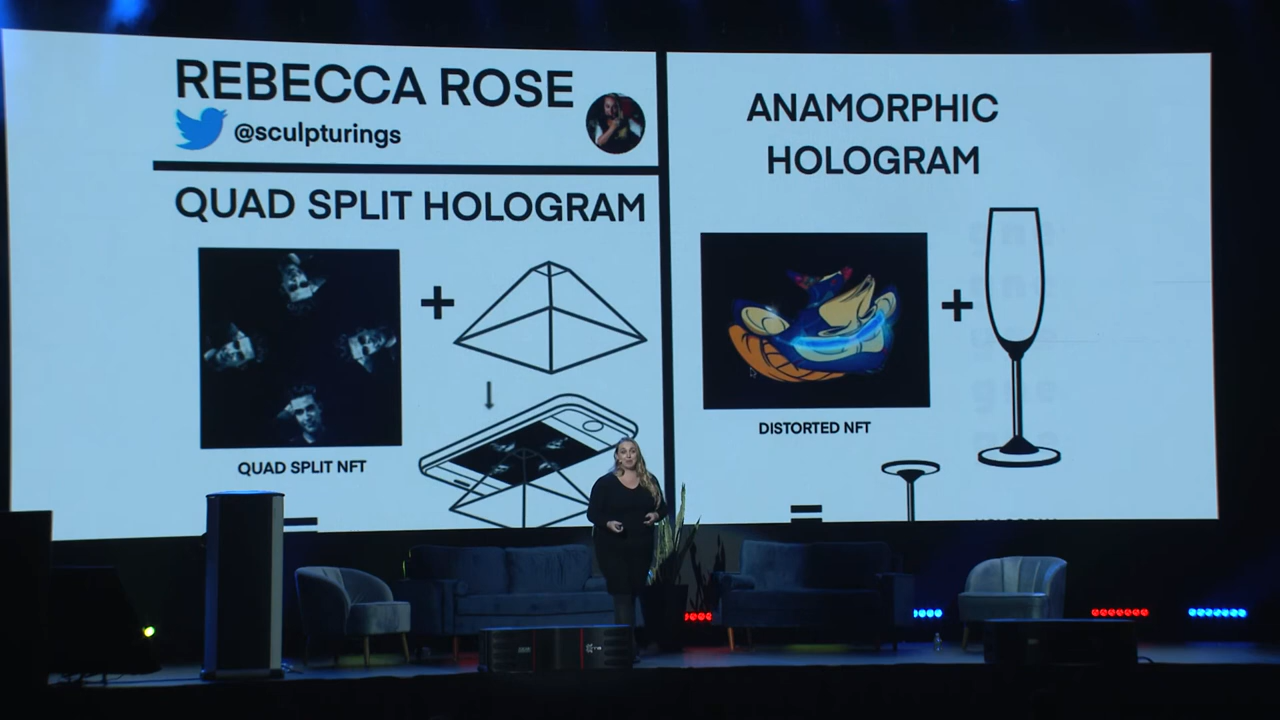 REBECCA ROSE
@sculpturings
QUAD SPLIT HOLOGRAM
+
QUAD SPLIT NFT
=
ANAMORPHIC
HOLOGRAM
+
DISTORTED NFT
=